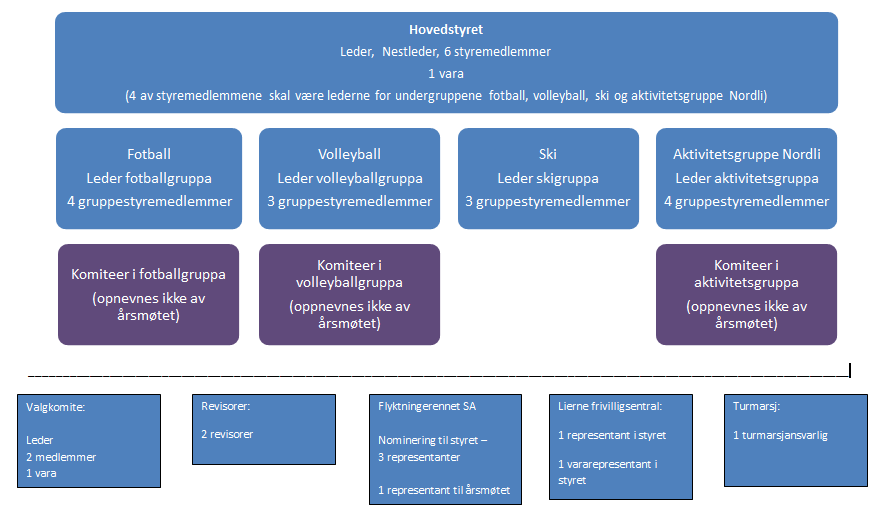 Hovedstyret
Leder, Nestleder, 6 styremedlemmer
1 vara
(4 av styremedlemmene skal være lederne for undergruppene fotball, volleyball, ski og aktivitetsgruppe Nordli)
Fotball
Leder fotballgruppa
4 gruppestyremedlemmer
Volleyball
Leder volleyballgruppa
3 gruppestyremedlemmer
Ski
Leder skigruppa
3 gruppestyremedlemmer
Aktivitetsgruppe Nordli
Leder aktivitetsgruppa
4 gruppestyremedlemmer
Komiteer i fotballgruppa
(opnevnes ikke av
årsmøtet)
Komiteer i
volleyballgruppa
(oppnevnes ikke av
årsmøtet)
Komiteer i
aktivitetsgruppa
(oppnevnes ikke av
årsmøtet)
Valgkomite:
Leder
2 medlemmer
1 vara
Revisorer:
2 revisorer
Flyktningerennet SA
Nominering til styret –
3 representanter
1 representant til årsmøtet
Lierne frivilligsentral:
1 representant i styret
1 vararepresentant i
styret
Turmarsj:
1 turmarsjansvarlig